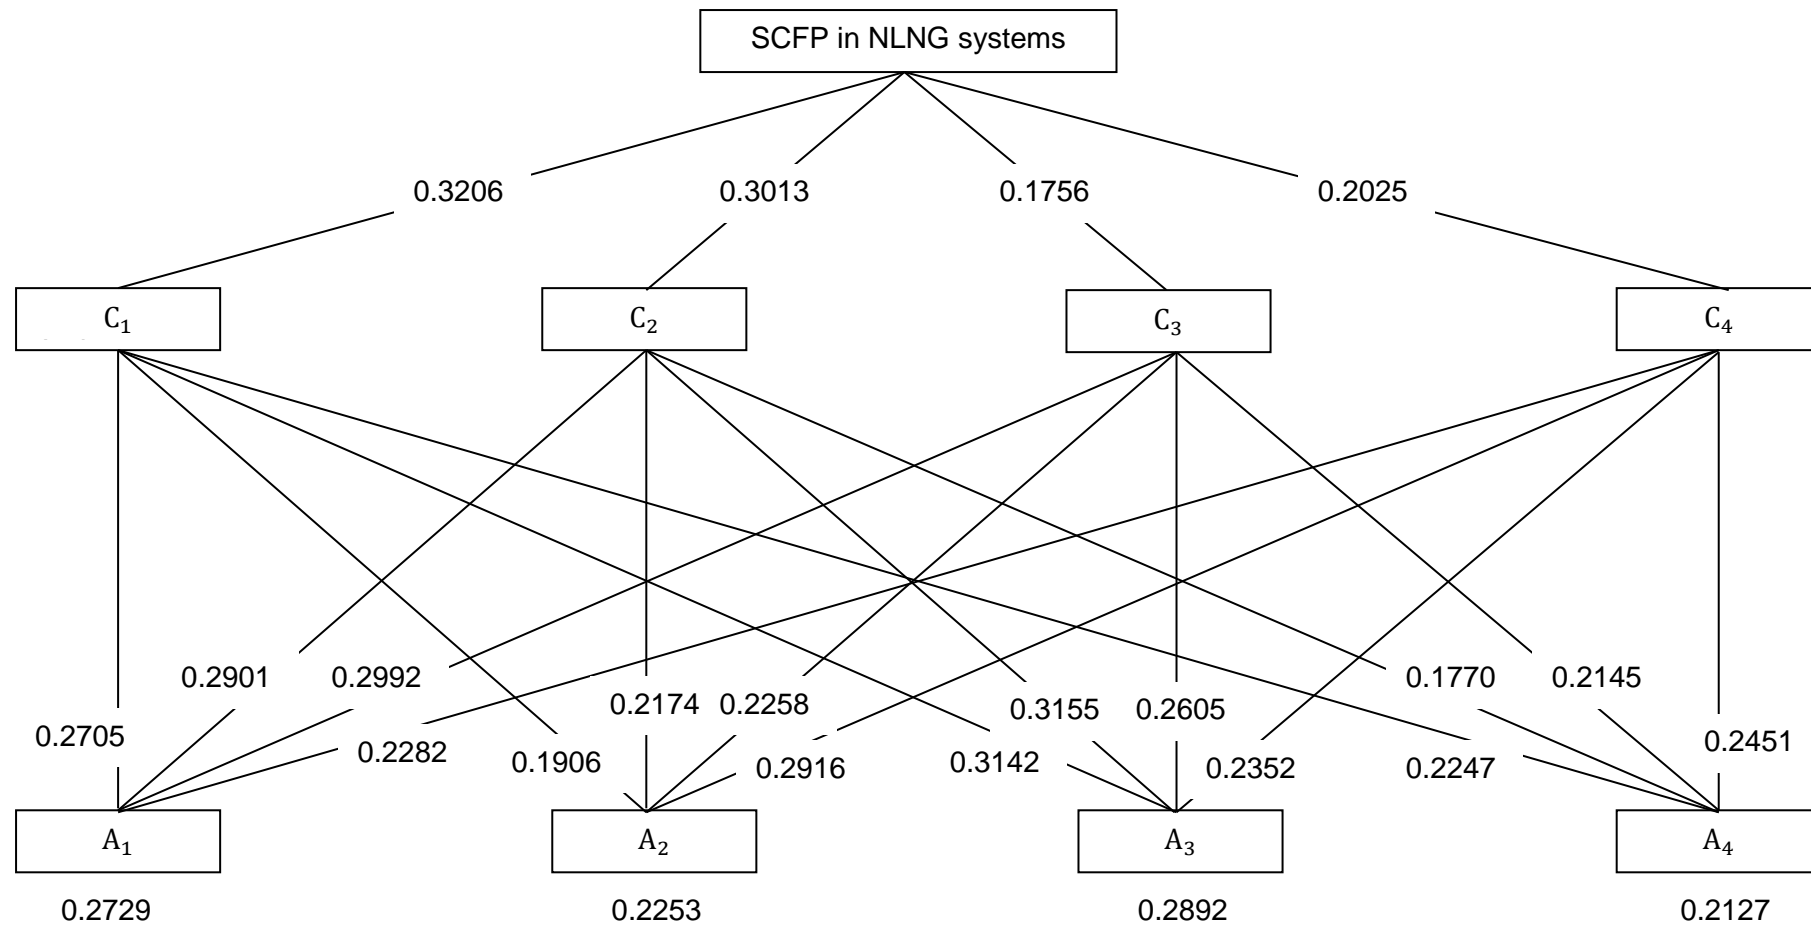 SCFP in NLNG systems
0.3206 0.3013 0.1756 0.2025
C₁ C₂ C₃ C₄
0.2901 0.2992 0.1770 0.2145
0.2174 0.2258 0.3155 0.2605
0.2705 0.2282 0.1906 0.2916 0.3142 0.2352 0.2247 0.2451
A₁ A₂ A₃ A₄
0.2729 0.2253 0.2892 0.2127